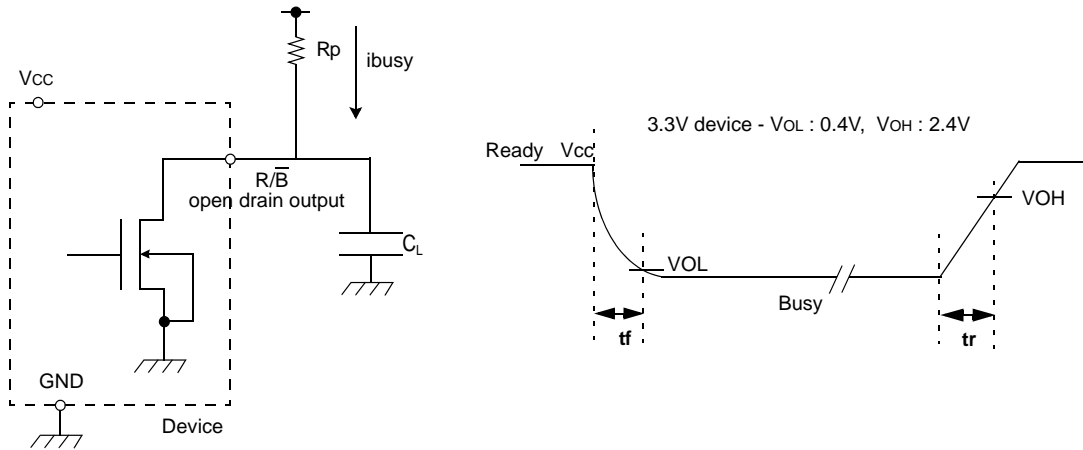 Rp
ibusy
VCC
R/B̅
open drain output
CL
GND
Device
3.3V device - VOL : 0.4V, VOH : 2.4V
Ready Vcc
VOH
VOL
Busy
tf
tr